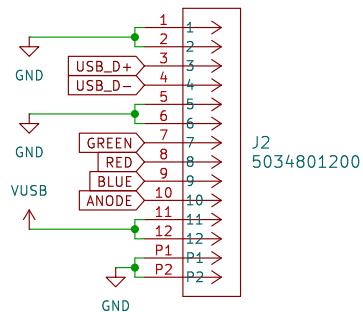 1 1
2 2
GND
USB_D+ 3 3
USB_D- 4 4
5 5
6 6
GND
GREEN 7 7
J2
RED 8 8
5034801200
BLUE 9 9
VUSB
ANODE 10 10
11 11
12 12
P1 P1
P2 P2
GND